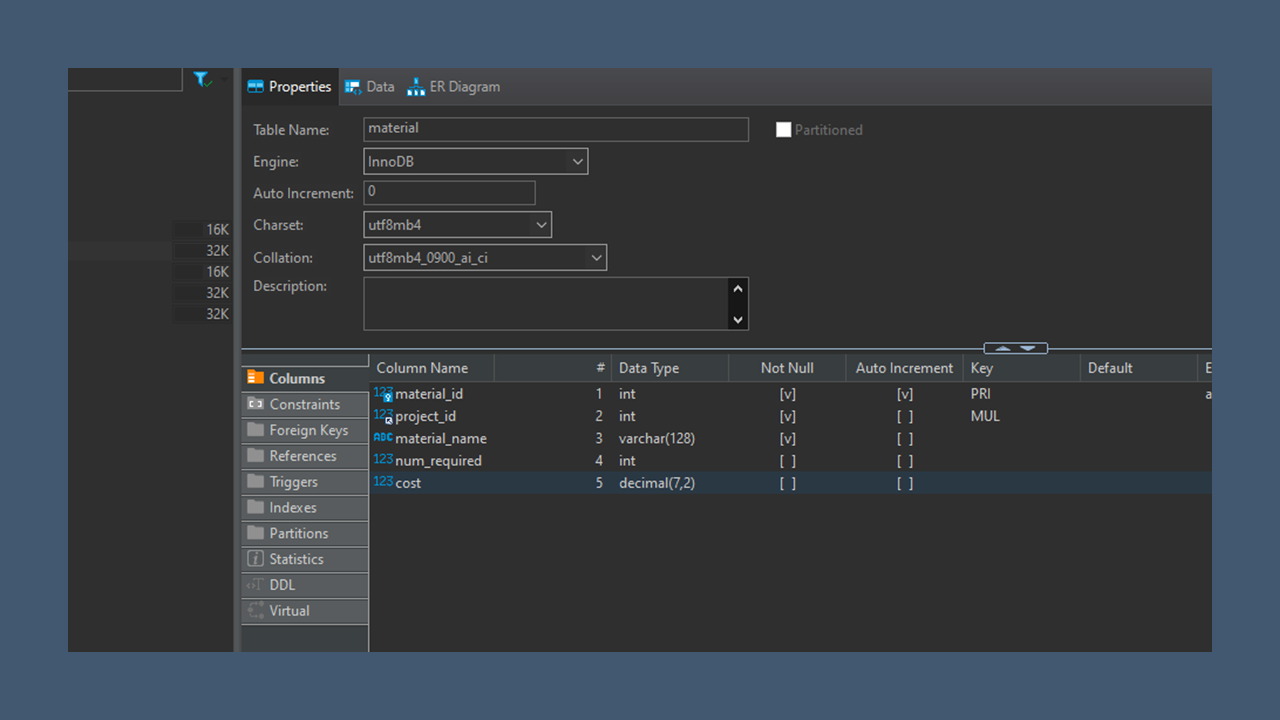 Properties Data ER Diagram
Table Name: material Partitioned
Engine: InnoDB
Auto Increment: 0
Charset: utf8mb4
Collation: utf8mb4_0900_ai_ci
Description:
16K
32K
16K
32K
32K
Columns
Constraints
Foreign Keys
References
Triggers
Indexes
Partitions
Statistics
DDL
Virtual
Column Name # Data Type Not Null Auto Increment Key Default E
123 material_id 1 int [v] [v] PRI a
123 project_id 2 int [v] [ ] MUL
ABC material_name 3 varchar(128) [v] [ ]
123 num_required 4 int [ ] [ ]
123 cost 5 decimal(7,2) [ ] [ ]